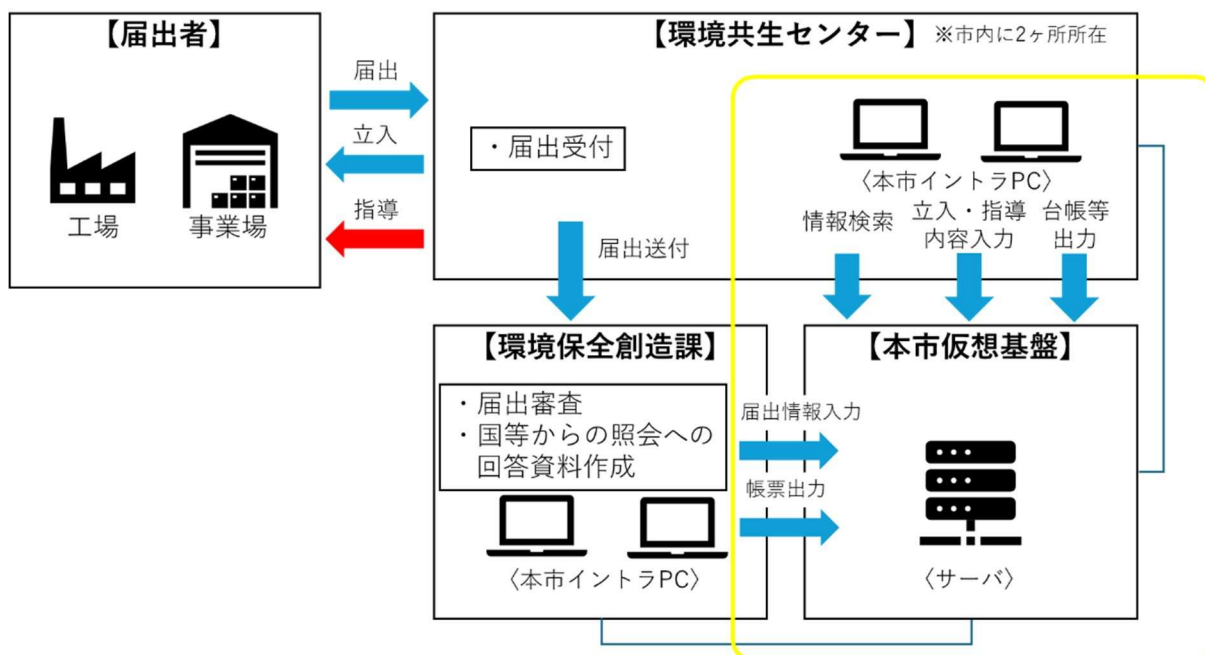 【届出者】
工場
事業場
届出
立入
指導
【環境共生センター】 ※市内に2ヶ所所在
・届出受付
届出送付
〈本市イントラPC〉
情報検索
立入・指導
内容入力
台帳等
出力
【環境保全創造課】
・届出審査
・国等からの照会への
回答資料作成
〈本市イントラPC〉
届出情報入力
帳票出力
【本市仮想基盤】
〈サーバ〉